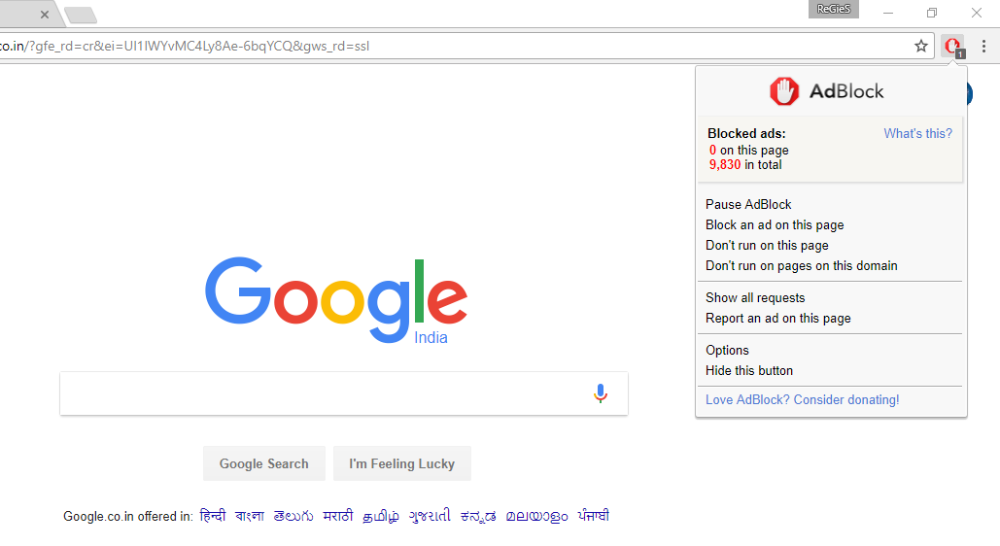 ReGieS
co.in/?gfe_rd=cr&ei=UI1IWYvMC4Ly8Ae-6bqYCQ&gws_rd=ssl
1
AdBlock
Blocked ads: What's this?
0 on this page
9,830 in total
Pause AdBlock
Block an ad on this page
Don't run on this page
Don't run on pages on this domain
Show all requests
Report an ad on this page
Options
Hide this button
Love AdBlock? Consider donating!
Google
India
Google Search I'm Feeling Lucky
Google.co.in offered in: हिन्दी বাংলা తెలుగు मराठी தமிழ் ગુજરાતી ಕನ್ನಡ മലയാളം ਪੰਜਾਬੀ